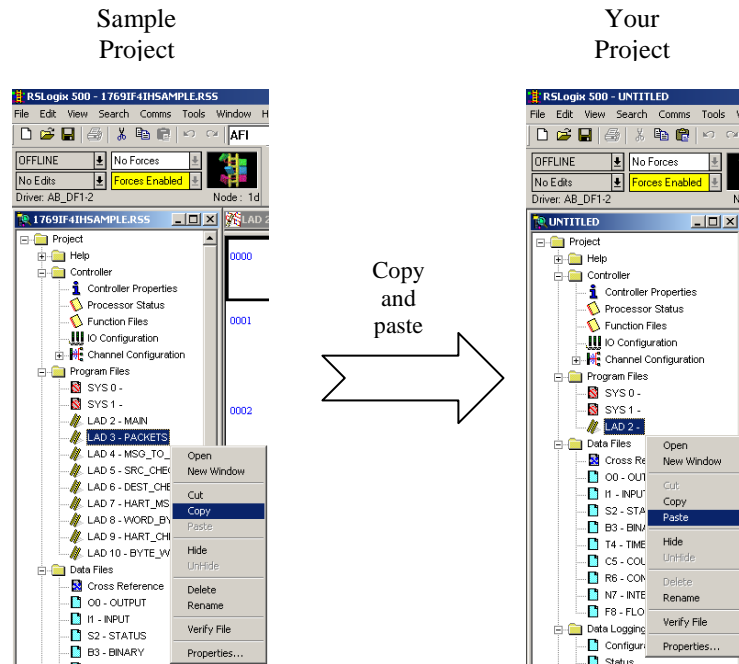 Sample
Project
Your
Project
RSLogix 500 - 1769IF4IHSAMPLE.RSS
File Edit View Search Comms Tools Window H
AFI
OFFLINE
No Forces
No Edits
Forces Enabled
Driver: AB_DF1-2
Node: 1d
1769IF4IHSAMPLE.RSS
LAD 2
Project
Help
Controller
Controller Properties
Processor Status
Function Files
IO Configuration
Channel Configuration
Program Files
SYS 0 -
SYS 1 -
LAD 2 - MAIN
LAD 3 - PACKETS
LAD 4 - MSG_TO_
LAD 5 - SRC_CHE
LAD 6 - DEST_CHE
LAD 7 - HART_MS
LAD 8 - WORD_BY
LAD 9 - HART_CH
LAD 10 - BYTE_W
Data Files
Cross Reference
O0 - OUTPUT
I1 - INPUT
S2 - STATUS
B3 - BINARY
0000
0001
0002
Open
New Window
Cut
Copy
Paste
Hide
UnHide
Delete
Rename
Verify File
Properties...
Copy
and
paste
RSLogix 500 - UNTITLED
File Edit View Search Comms Tools
OFFLINE
No Forces
No Edits
Forces Enabled
Driver: AB_DF1-2
N
UNTITLED
Project
Help
Controller
Controller Properties
Processor Status
Function Files
IO Configuration
Channel Configuration
Program Files
SYS 0 -
SYS 1 -
LAD 2 -
Data Files
Cross Re
O0 - OUT
I1 - INPU
S2 - STA
B3 - BINA
T4 - TIME
C5 - COU
R6 - CON
N7 - INTE
F8 - FLO
Data Logging
Configur
Status
Open
New Window
Cut
Copy
Paste
Hide
UnHide
Delete
Rename
Verify File
Properties...